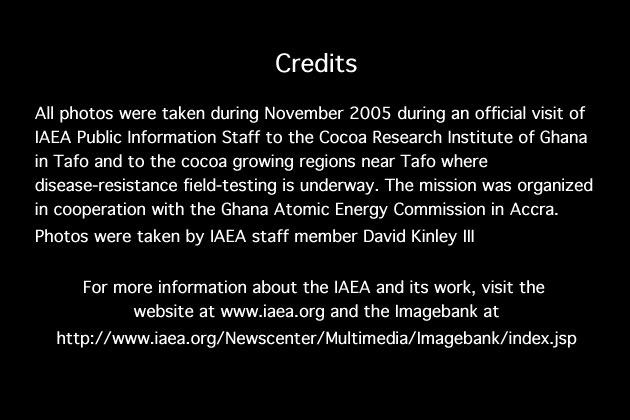 Credits
All photos were taken during November 2005 during an official visit of
IAEA Public Information Staff to the Cocoa Research Institute of Ghana
in Tafo and to the cocoa growing regions near Tafo where
disease-resistance field-testing is underway. The mission was organized
in cooperation with the Ghana Atomic Energy Commission in Accra.
Photos were taken by IAEA staff member David Kinley III
For more information about the IAEA and its work, visit the
website at www.iaea.org and the Imagebank at
http://www.iaea.org/Newscenter/Multimedia/Imagebank/index.jsp